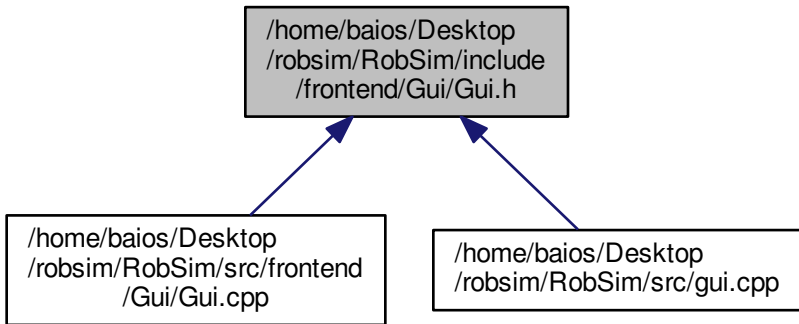 /home/baios/Desktop
/robsim/RobSim/include
/frontend/Gui/Gui.h
/home/baios/Desktop
/robsim/RobSim/src/frontend
/Gui/Gui.cpp
/home/baios/Desktop
/robsim/RobSim/src/gui.cpp